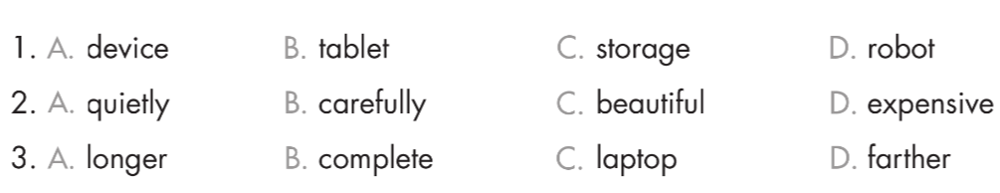 1. A. device B. tablet C. storage D. robot
2. A. quietly B. carefully C. beautiful D. expensive
3. A. longer B. complete C. laptop D. farther